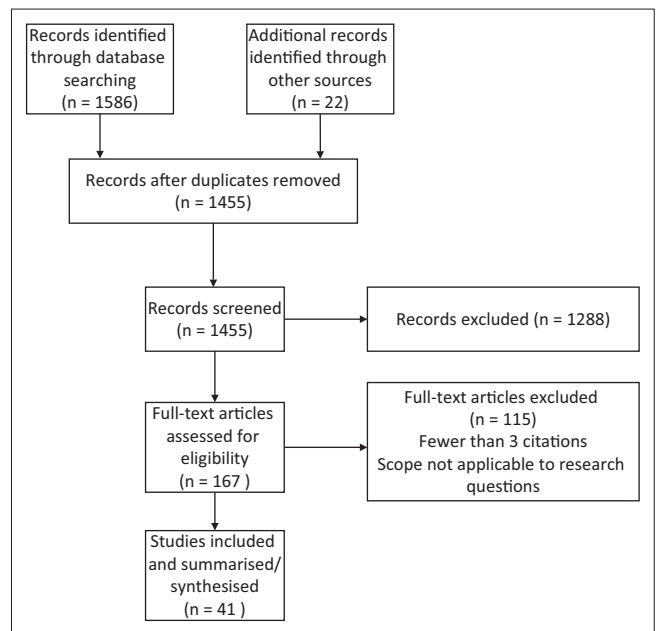 Records identified
through database
searching
(n = 1586)
Additional records
identified through
other sources
(n = 22)
Records after duplicates removed
(n = 1455)
Records screened
(n = 1455)
Records excluded (n = 1288)
Full-text articles
assessed for
eligibility
(n = 167 )
Full-text articles excluded
(n = 115)
Fewer than 3 citations
Scope not applicable to research
questions
Studies included
and summarised/
synthesised
(n = 41 )